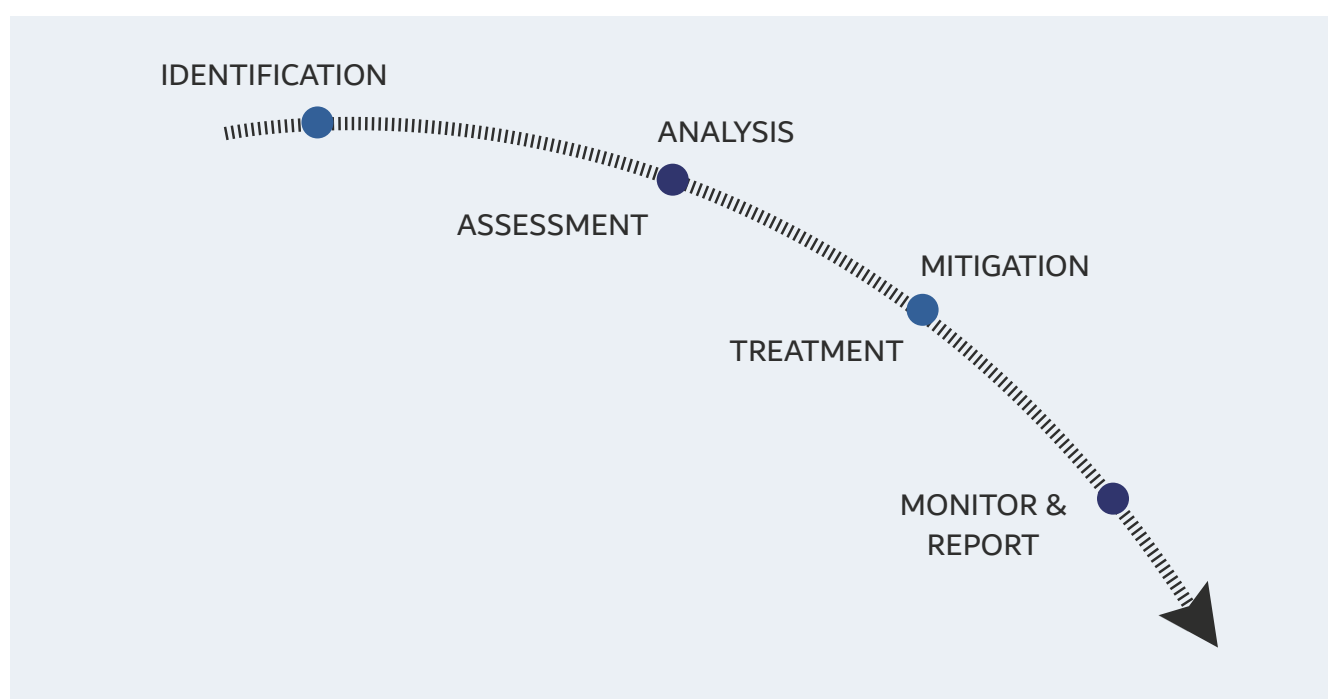 IDENTIFICATION
ANALYSIS
ASSESSMENT
MITIGATION
TREATMENT
MONITOR &
REPORT